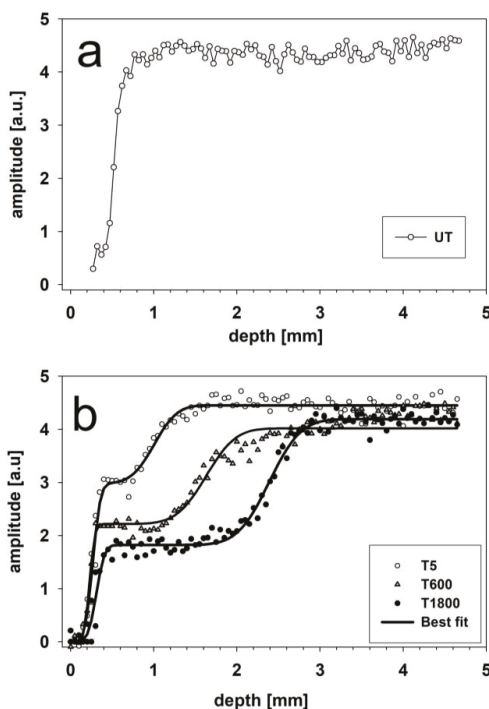 a
amplitude [a.u.]
5
4
3
2
1
0
UT
0 1 2 3 4 5
depth [mm]
b
amplitude [a.u]
5
4
3
2
1
0
T5
T600
T1800
Best fit
0 1 2 3 4 5
depth [mm]